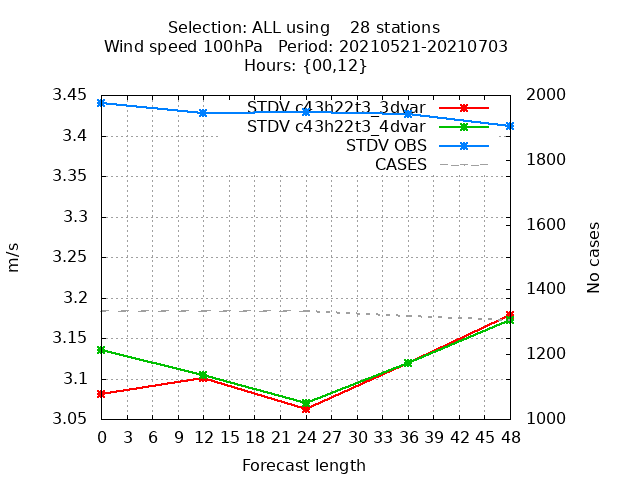 Selection: ALL using    28 stations
Wind speed 100hPa   Period: 20210521-20210703
Hours: {00,12}
STDV c43h22t3_3dvar
STDV c43h22t3_4dvar
STDV OBS
CASES
3.45
3.4
3.35
3.3
3.25
3.2
3.15
3.1
3.05
2000
1800
1600
1400
1200
1000
m/s
No cases
0 3 6 9 12 15 18 21 24 27 30 33 36 39 42 45 48
Forecast length